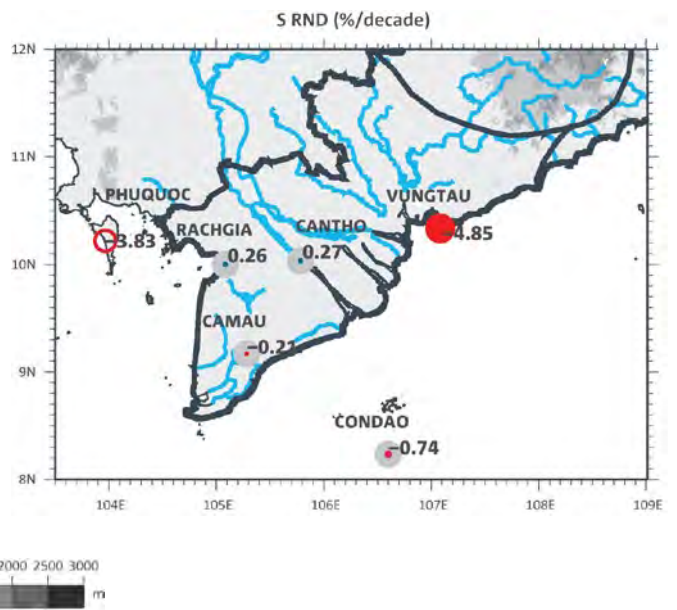 S RND (%/decade)
12N
11N
PHUQUOC
VUNGTAU
RACHGIA
CANTHO
−3.83
−4.85
0.26
0.27
10N
CAMAU
−0.21
9N
CONDAO
−0.74
8N
104E 105E 106E 107E 108E 109E
2000 2500 3000
m